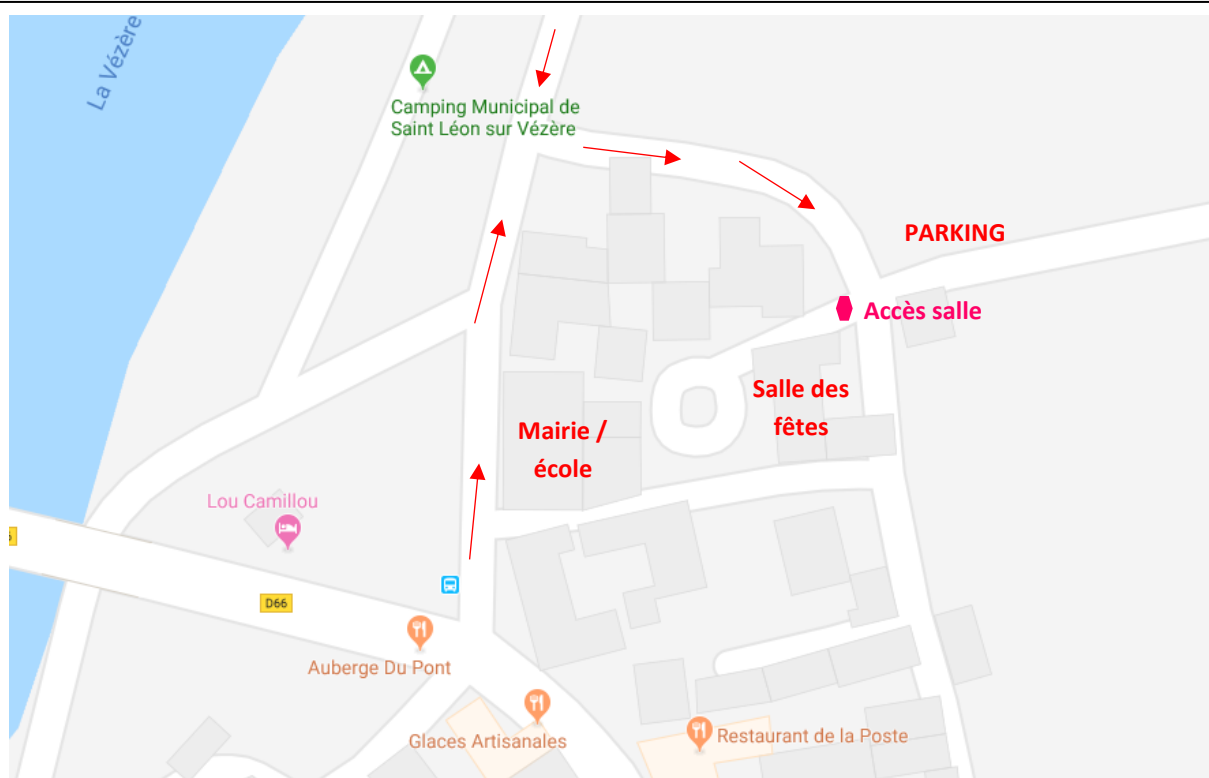 La Vézère
Camping Municipal de
Saint Léon sur Vézère
PARKING
Accès salle
Salle des
fêtes
Mairie /
école
Lou Camillou
D66
Auberge Du Pont
Glaces Artisanales
Restaurant de la Poste